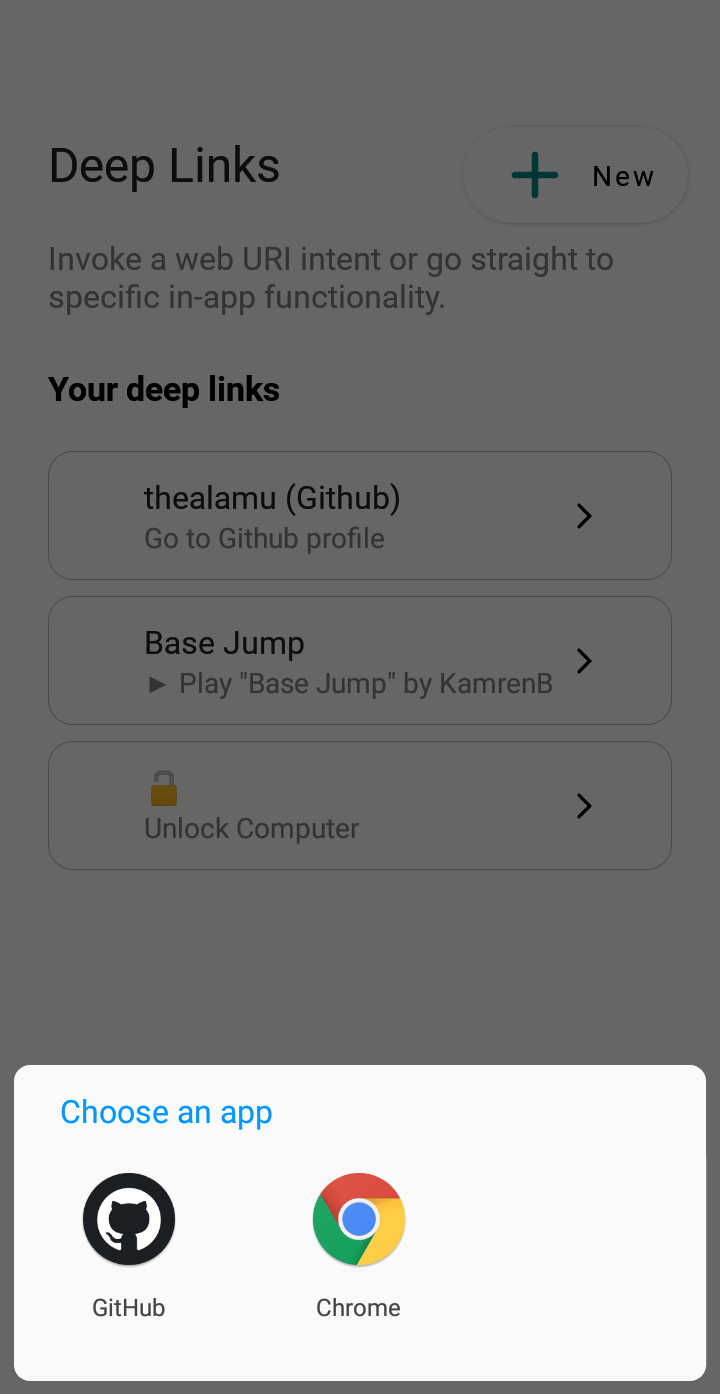 Deep Links
New
Invoke a web URI intent or go straight to
specific in-app functionality.
Your deep links
thealamu (Github)
Go to Github profile
Base Jump
► Play "Base Jump" by KamrenB
Unlock Computer
Choose an app
GitHub
Chrome